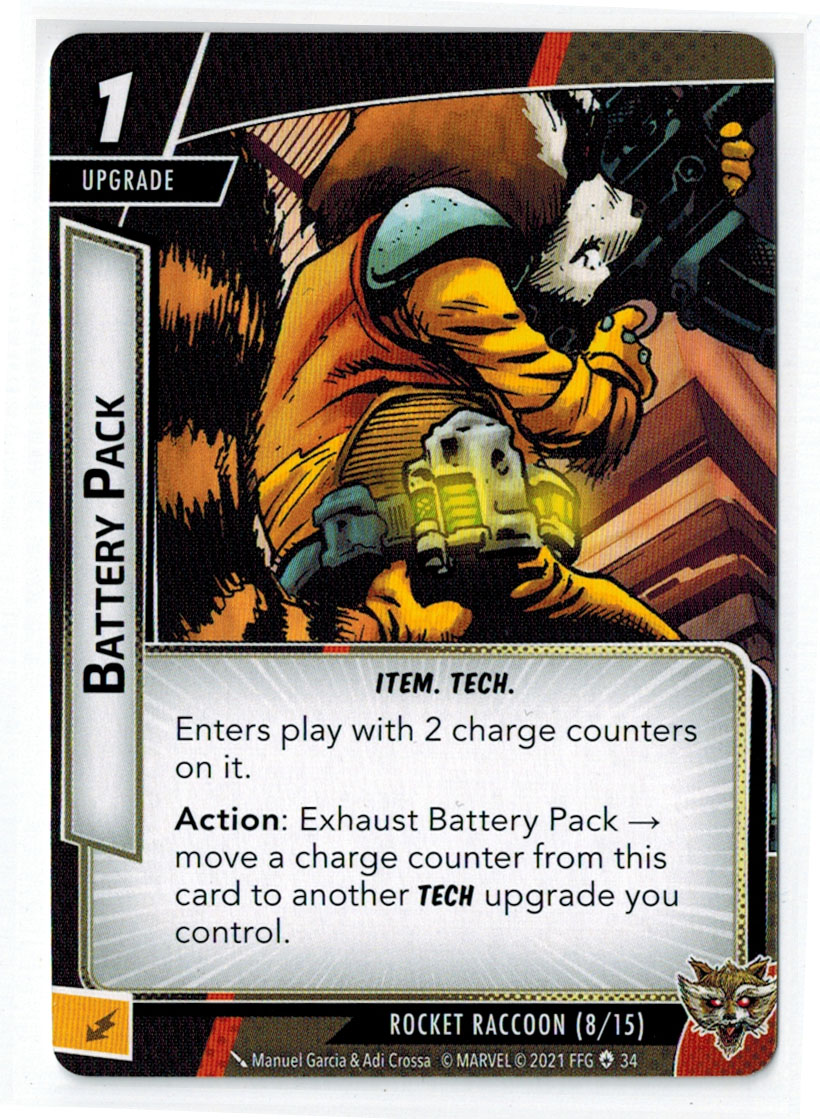 1
UPGRADE
BATTERY PACK
ITEM. TECH.
Enters play with 2 charge counters
on it.
Action: Exhaust Battery Pack →
move a charge counter from this
card to another TECH upgrade you
control.
ROCKET RACCOON (8/15)
Manuel Garcia & Adi Crossa © MARVEL © 2021 FFG 34